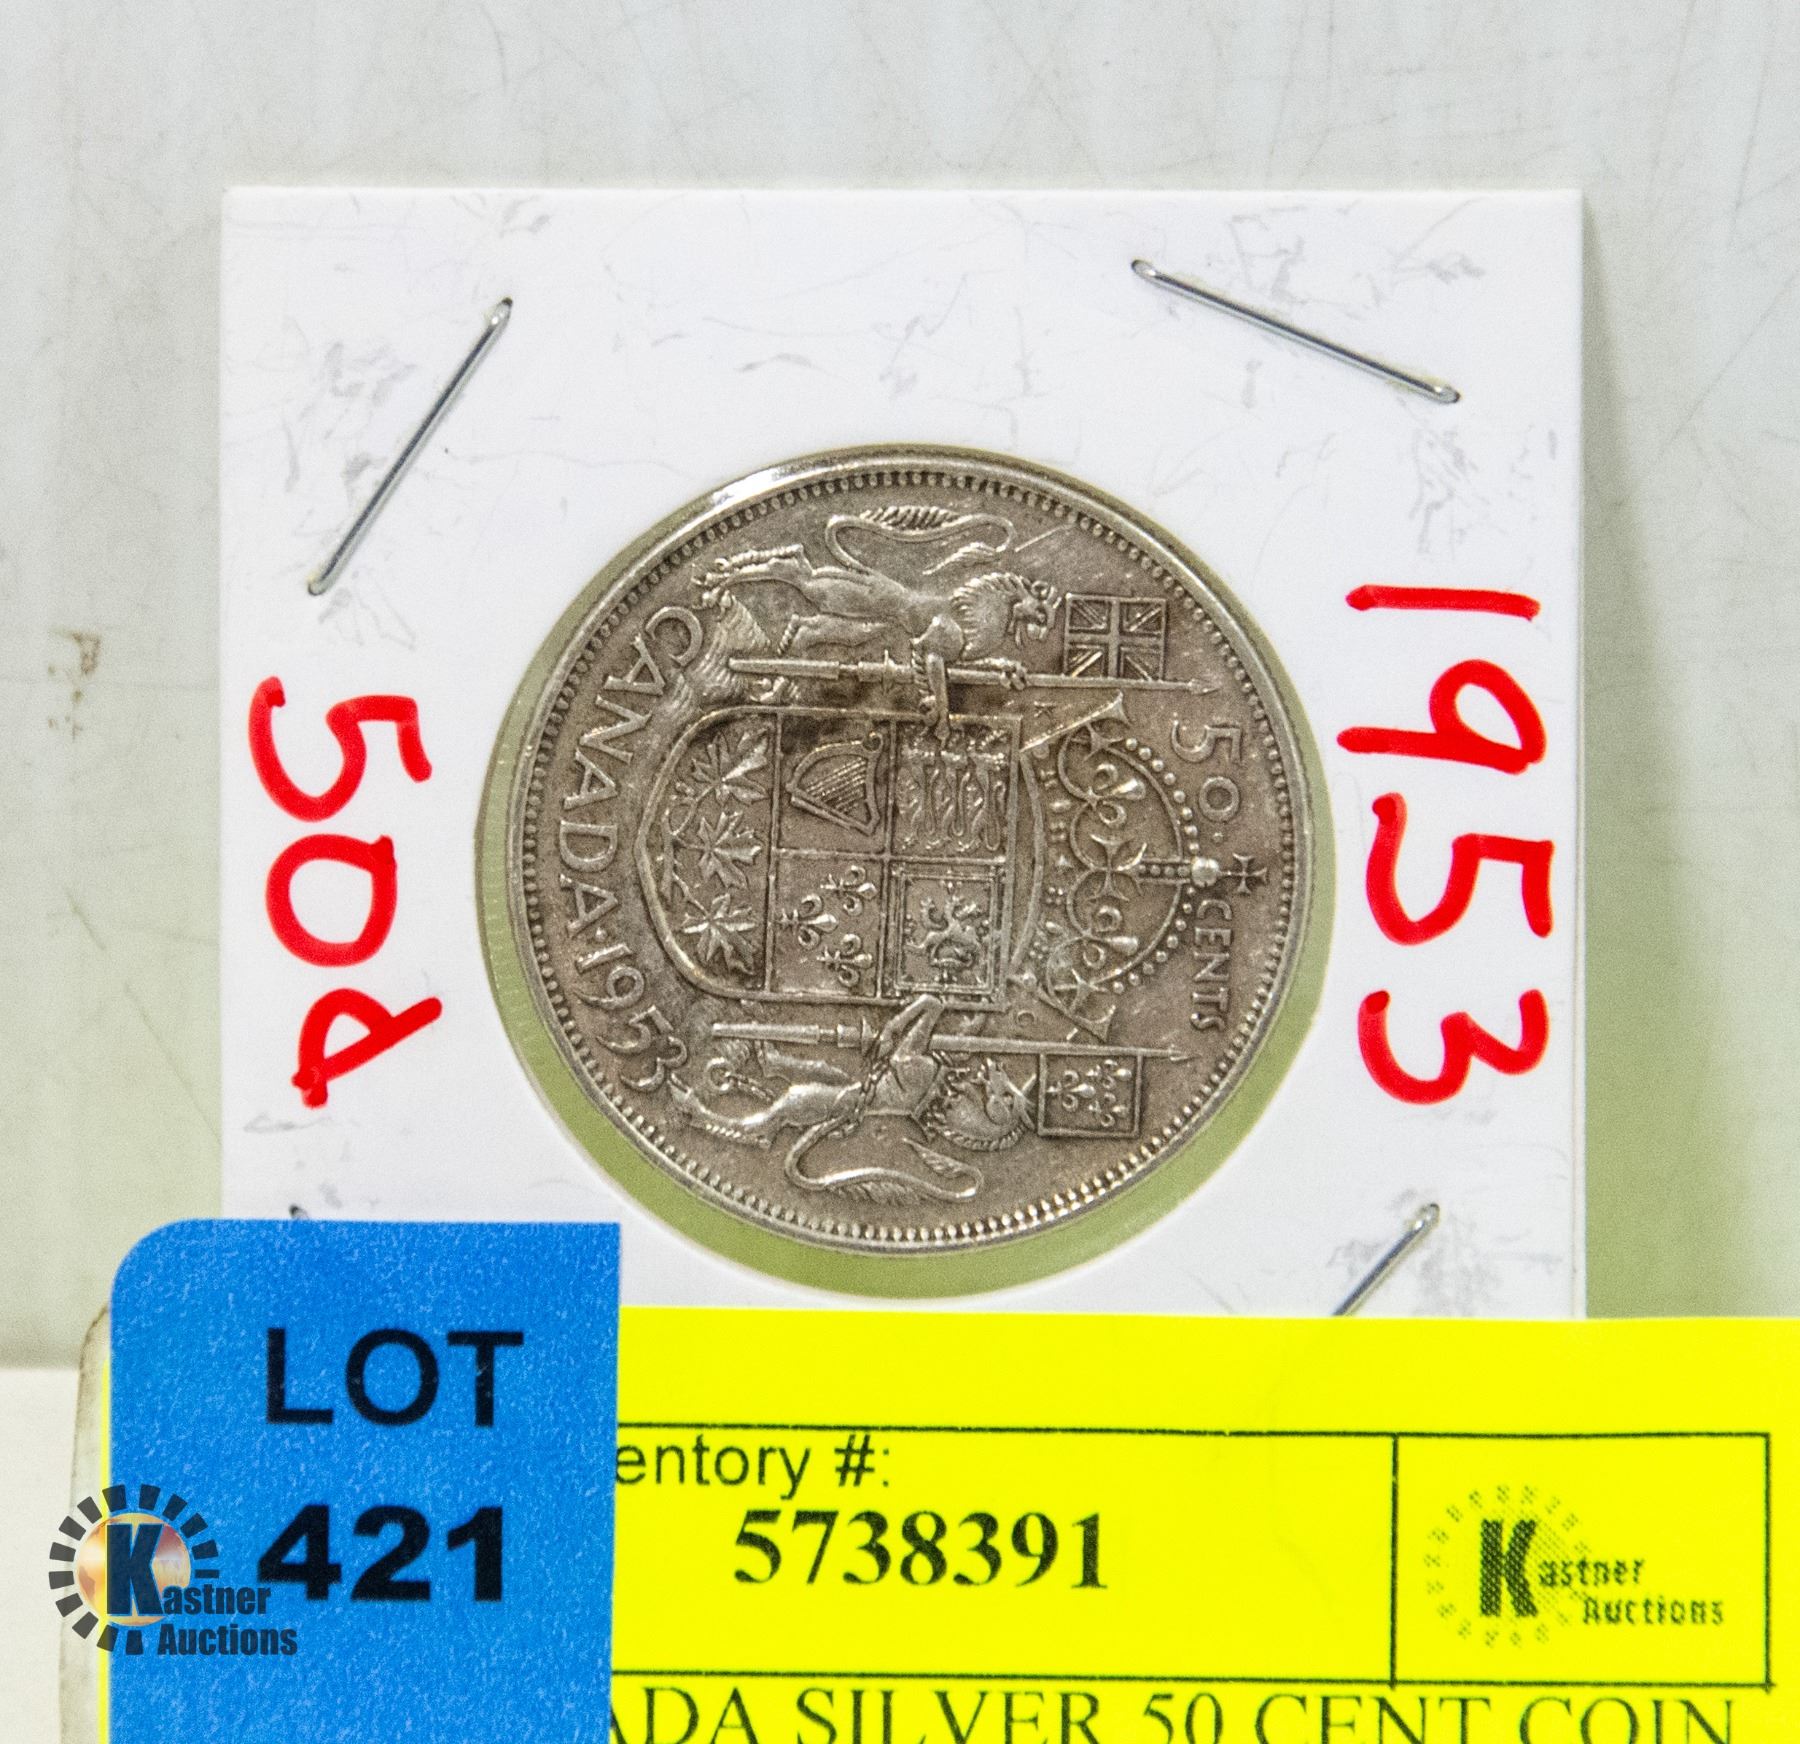 1953
50¢
50·CENTS
K G
CANADA·1953
LOT
421
entory #:
5738391
Kastner
Auctions
Kastner
Auctions
ADA SILVER 50 CENT COIN